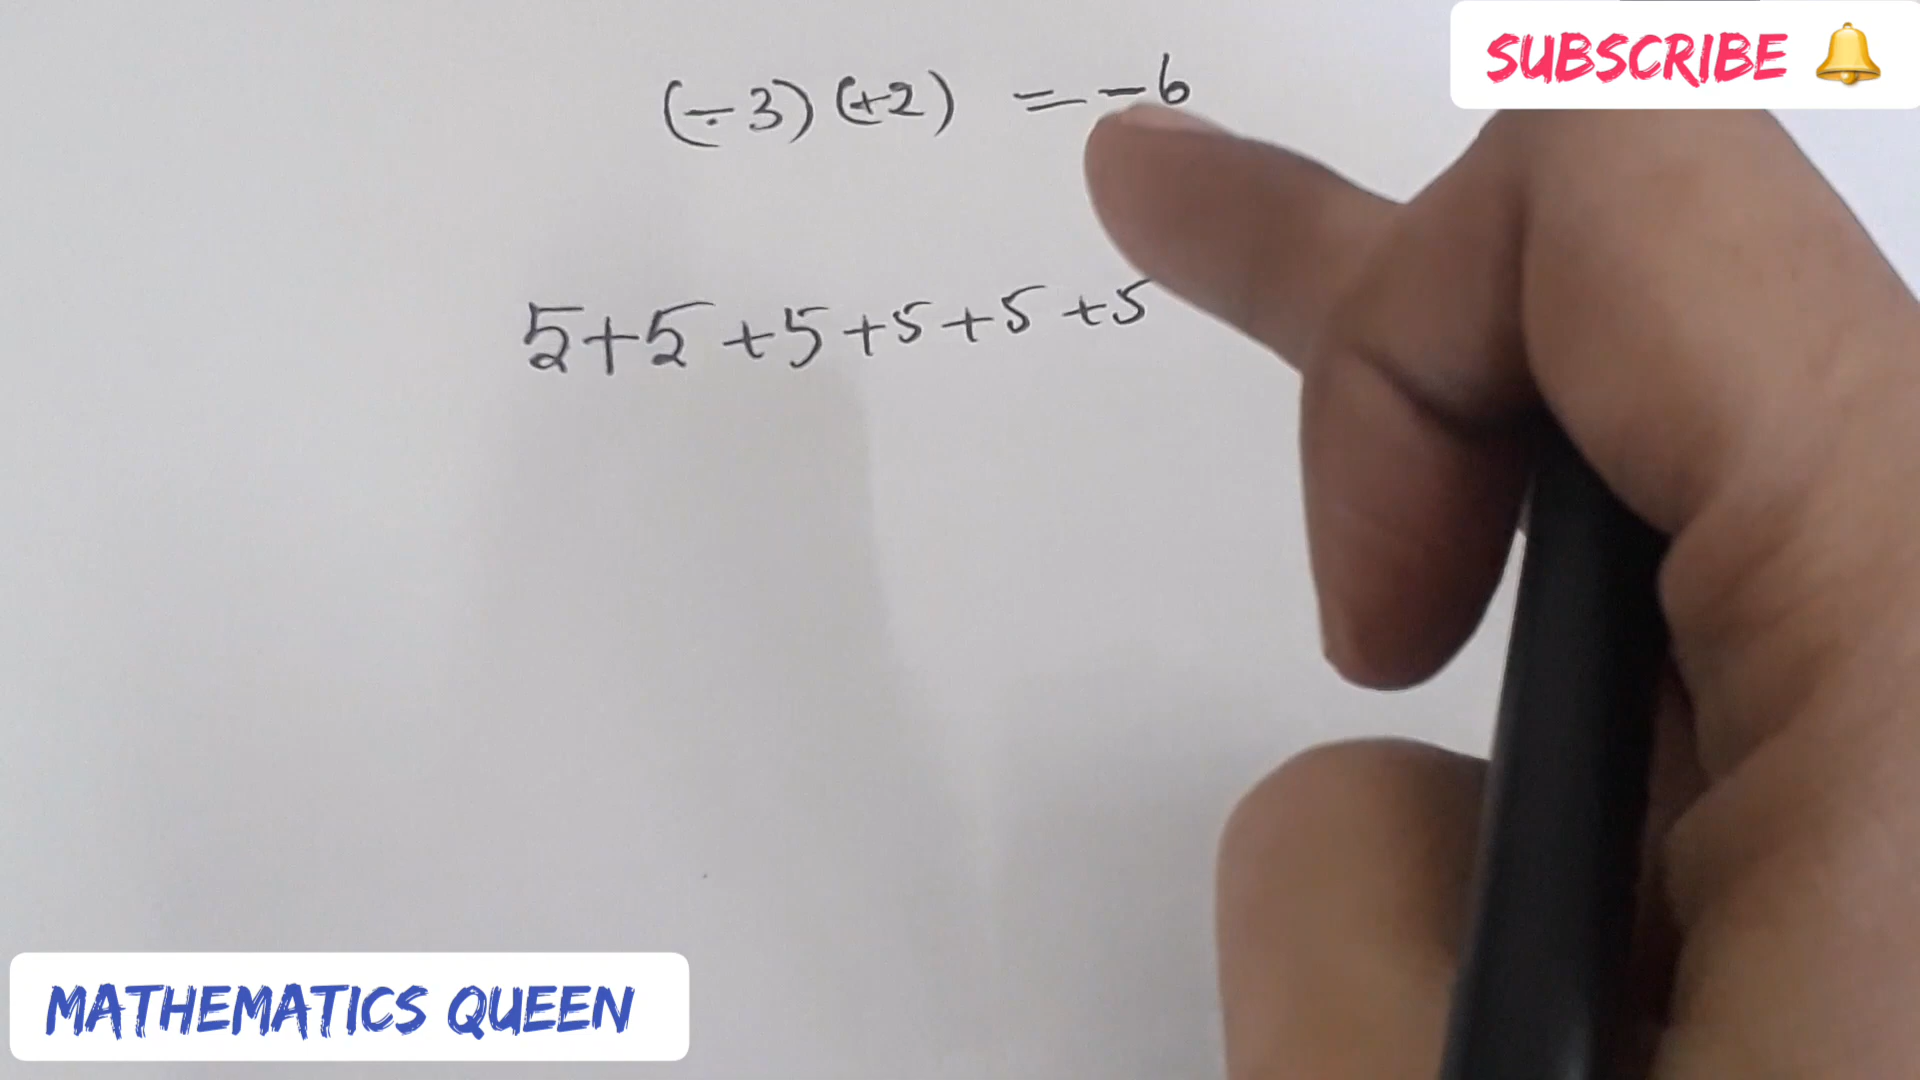 SUBSCRIBE 🔔
(-3) (+2) = -6
5+5+5+5+5+5
MATHEMATICS QUEEN